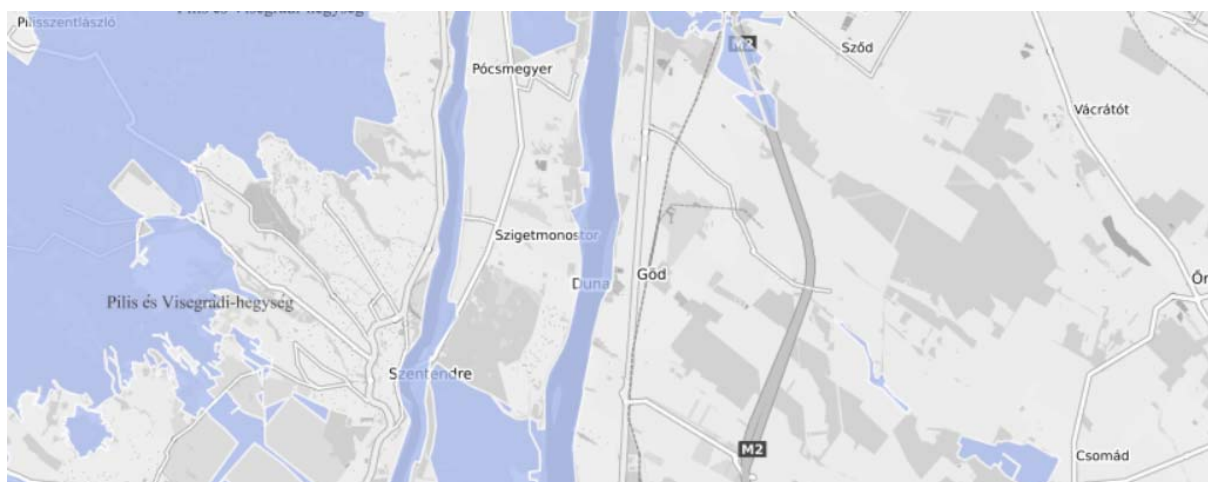 Pilis és Visegrádi-hegység
Pilisszentlászló
M2
Sződ
Pócsmegyer
Vácrátót
Szigetmonostor
Göd
Duna
Őr
Pilis és Visegrádi-hegység
Szentendre
M2
Csomád